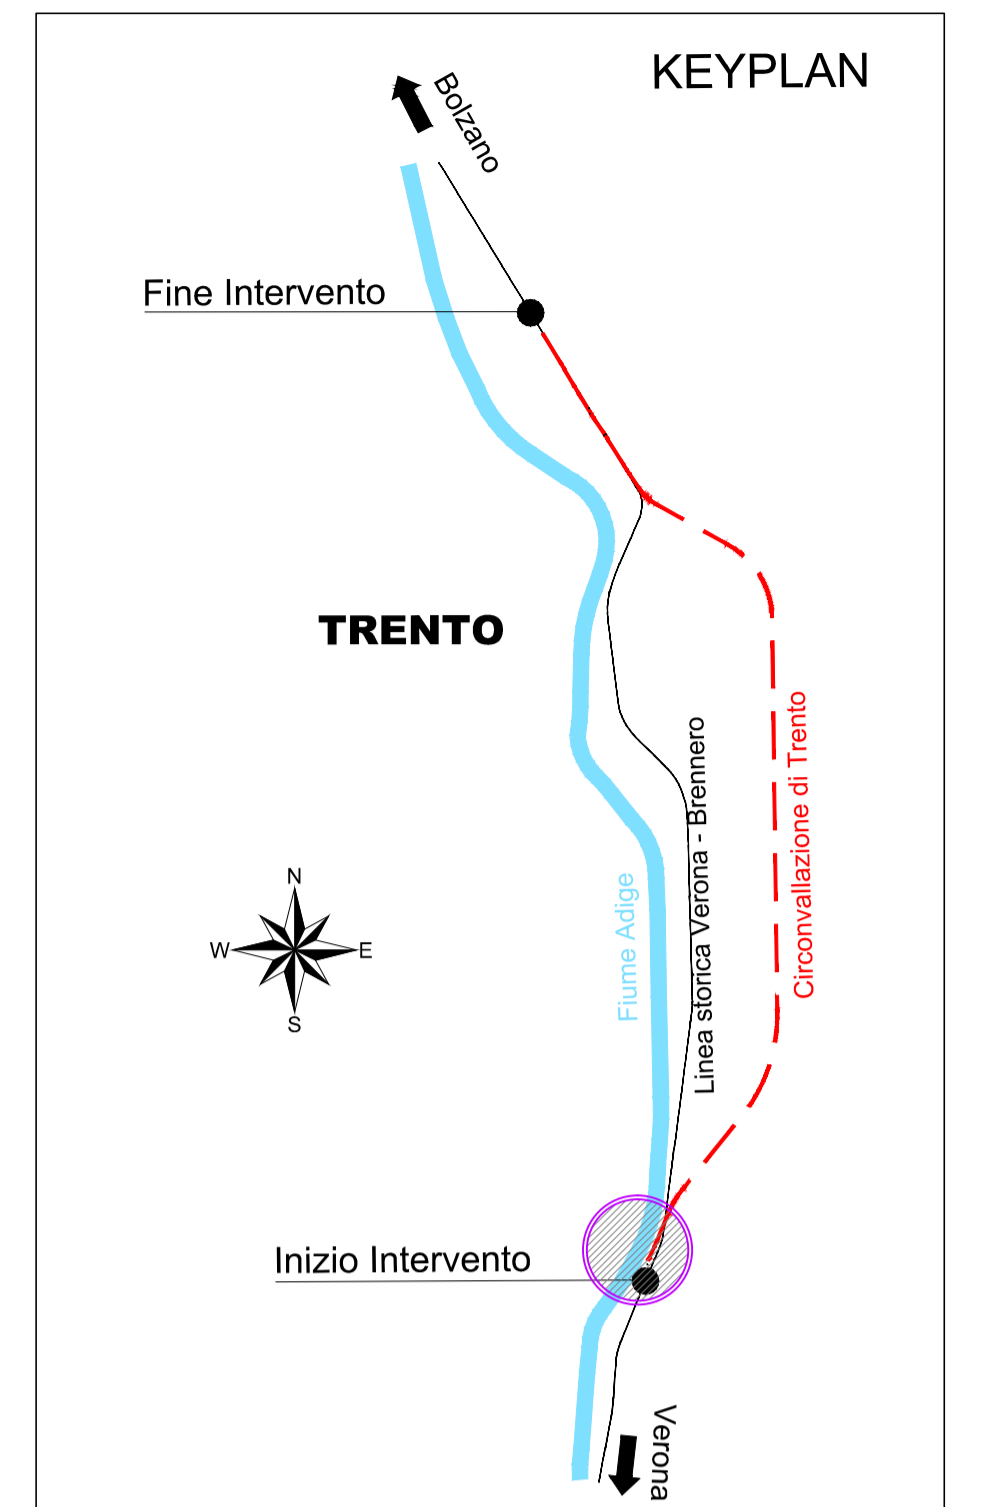 KEYPLAN
Bolzano
Fine Intervento
TRENTO
Circonvallazione di Trento
Linea storica Verona - Brennero
Fiume Adige
N
W
E
S
Inizio Intervento
Verona